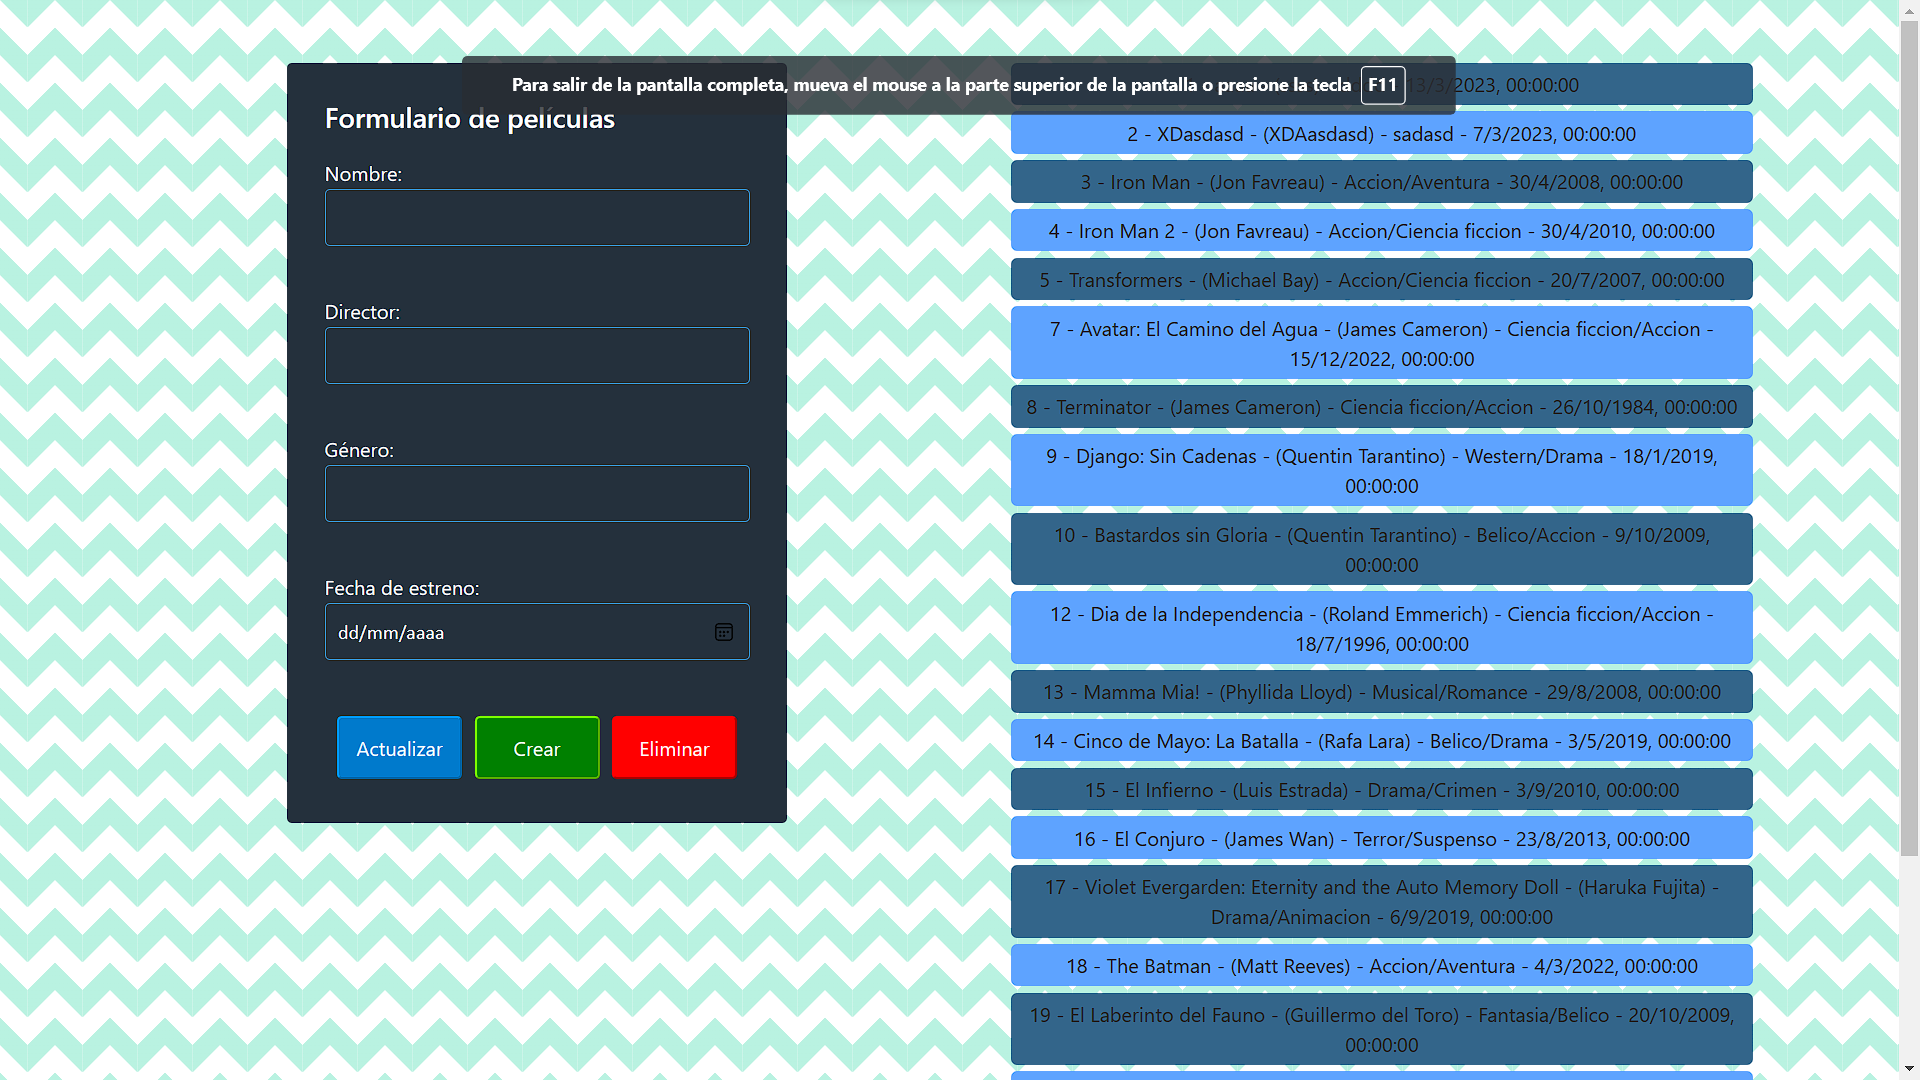 Para salir de la pantalla completa, mueva el mouse a la parte superior de la pantalla o presione la tecla F11
Formulario de películas
Nombre:
Director:
Género:
Fecha de estreno:
dd/mm/aaaa
Actualizar
Crear
Eliminar
13/3/2023, 00:00:00
2 - XDasdasd - (XDAasdasd) - sadasd - 7/3/2023, 00:00:00
3 - Iron Man - (Jon Favreau) - Accion/Aventura - 30/4/2008, 00:00:00
4 - Iron Man 2 - (Jon Favreau) - Accion/Ciencia ficcion - 30/4/2010, 00:00:00
5 - Transformers - (Michael Bay) - Accion/Ciencia ficcion - 20/7/2007, 00:00:00
7 - Avatar: El Camino del Agua - (James Cameron) - Ciencia ficcion/Accion -
15/12/2022, 00:00:00
8 - Terminator - (James Cameron) - Ciencia ficcion/Accion - 26/10/1984, 00:00:00
9 - Django: Sin Cadenas - (Quentin Tarantino) - Western/Drama - 18/1/2019,
00:00:00
10 - Bastardos sin Gloria - (Quentin Tarantino) - Belico/Accion - 9/10/2009,
00:00:00
12 - Dia de la Independencia - (Roland Emmerich) - Ciencia ficcion/Accion -
18/7/1996, 00:00:00
13 - Mamma Mia! - (Phyllida Lloyd) - Musical/Romance - 29/8/2008, 00:00:00
14 - Cinco de Mayo: La Batalla - (Rafa Lara) - Belico/Drama - 3/5/2019, 00:00:00
15 - El Infierno - (Luis Estrada) - Drama/Crimen - 3/9/2010, 00:00:00
16 - El Conjuro - (James Wan) - Terror/Suspenso - 23/8/2013, 00:00:00
17 - Violet Evergarden: Eternity and the Auto Memory Doll - (Haruka Fujita) -
Drama/Animacion - 6/9/2019, 00:00:00
18 - The Batman - (Matt Reeves) - Accion/Aventura - 4/3/2022, 00:00:00
19 - El Laberinto del Fauno - (Guillermo del Toro) - Fantasia/Belico - 20/10/2009,
00:00:00